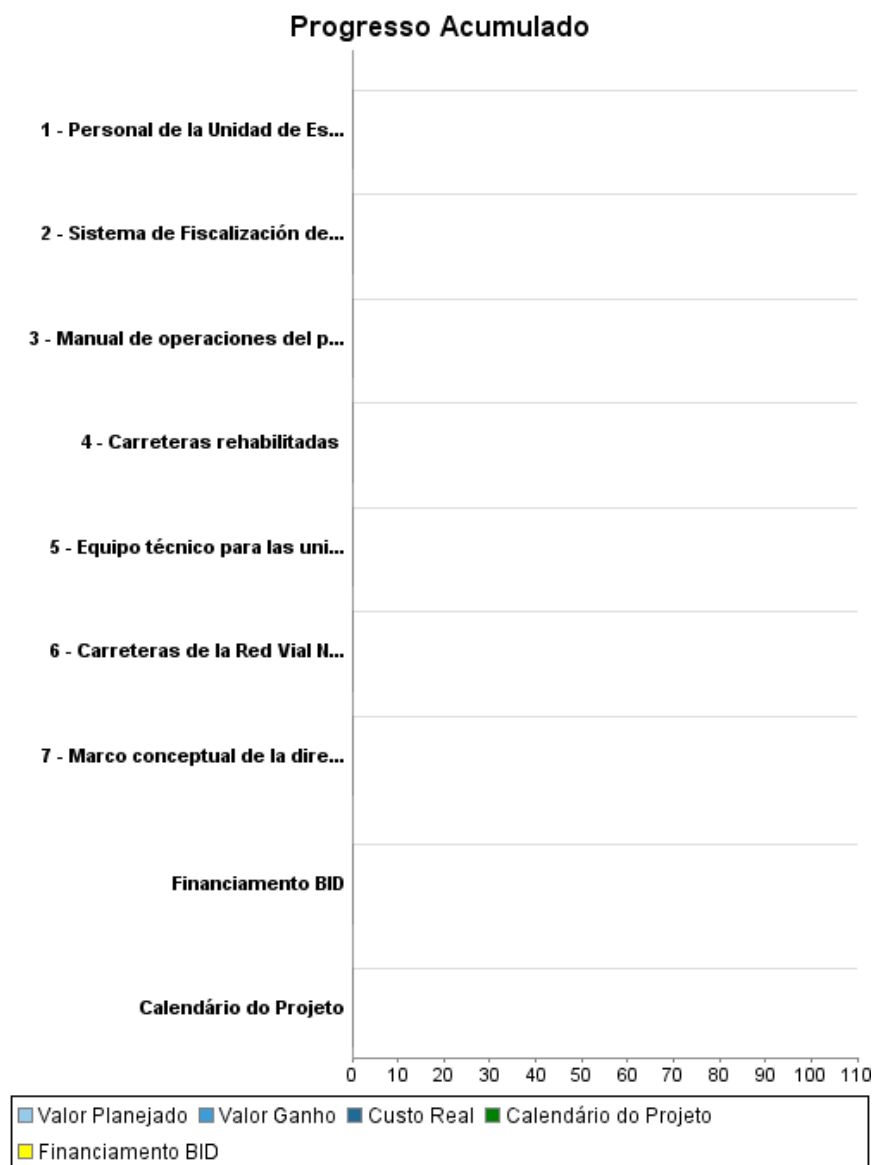 Progresso Acumulado
1 - Personal de la Unidad de Es...
2 - Sistema de Fiscalización de...
3 - Manual de operaciones del p...
4 - Carreteras rehabilitadas
5 - Equipo técnico para las uni...
6 - Carreteras de la Red Vial N...
7 - Marco conceptual de la dire...
Financiamento BID
Calendário do Projeto
0 10 20 30 40 50 60 70 80 90 100 110
Valor Planejado Valor Ganho Custo Real Calendário do Projeto
Financiamento BID